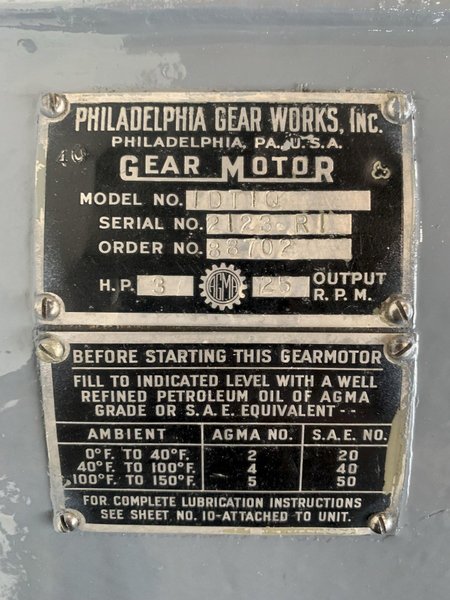 PHILADELPHIA GEAR WORKS, INC.
PHILADELPHIA, PA., U.S.A.
GEAR MOTOR
MODEL NO. IDTIQ
SERIAL NO. 2123-RI
ORDER NO. 88702
H.P. 3 AGMA 25 OUTPUT R.P.M.
BEFORE STARTING THIS GEARMOTOR
FILL TO INDICATED LEVEL WITH A WELL
REFINED PETROLEUM OIL OF AGMA
GRADE OR S.A.E. EQUIVALENT--
AMBIENT AGMA NO. S.A.E. NO.
0°F. TO 40°F. 2 20
40°F. TO 100°F. 4 40
100°F. TO 150°F. 5 50
FOR COMPLETE LUBRICATION INSTRUCTIONS
SEE SHEET NO. 10-ATTACHED TO UNIT.